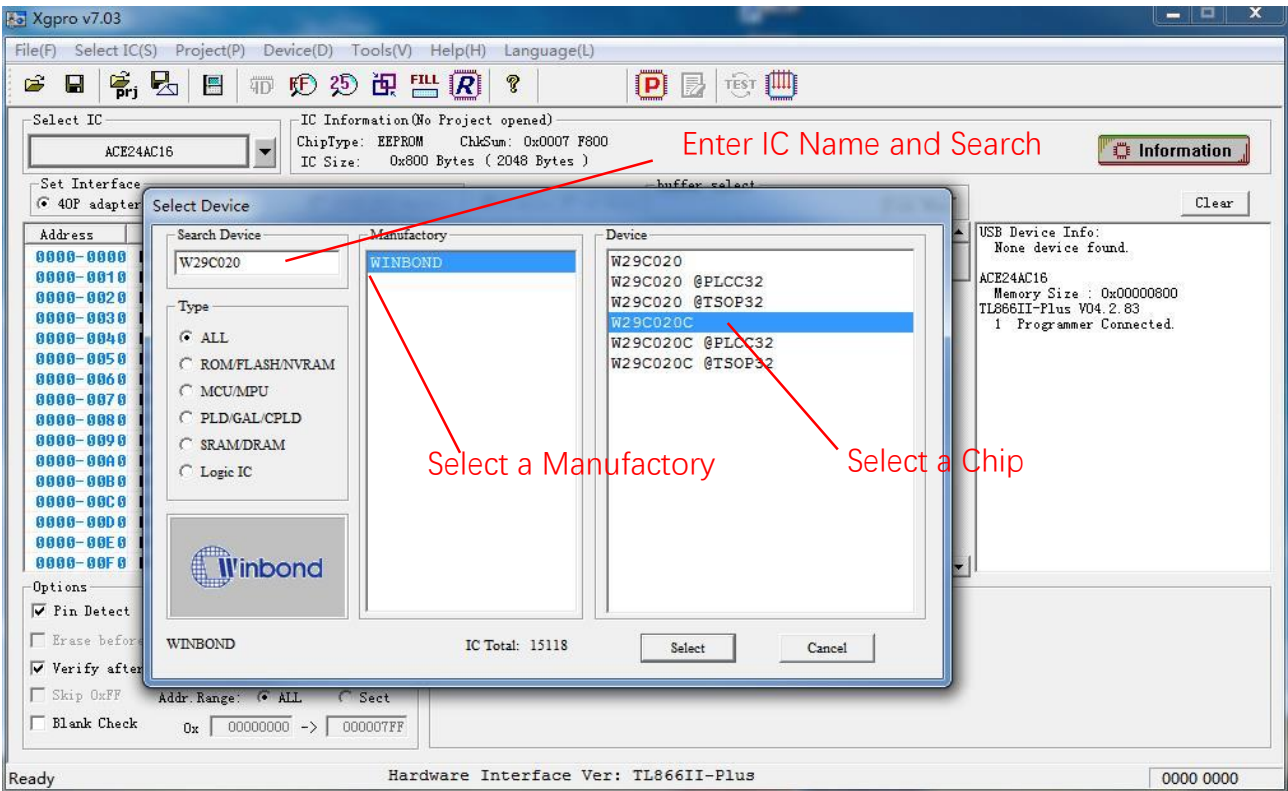 Xgpro v7.03
File(F) Select IC(S) Project(P) Device(D) Tools(V) Help(H) Language(L)
prj 4D FF 25 FILL R ? P TEST
Select IC
ACE24AC16
IC Information(No Project opened)
ChipType: EEPROM ChkSum: 0x0007 F800
IC Size: 0x800 Bytes ( 2048 Bytes )
Enter IC Name and Search
Information
Set Interface
40P adapter
buffer select
Clear
Select Device
Address
0000-0000
0000-0010
0000-0020
0000-0030
0000-0040
0000-0050
0000-0060
0000-0070
0000-0080
0000-0090
0000-00A0
0000-00B0
0000-00C0
0000-00D0
0000-00E0
0000-00F0
Search Device
W29C020
Type
ALL
ROM/FLASH/NVRAM
MCU/MPU
PLD/GAL/CPLD
SRAM/DRAM
Logic IC
Winbond
WINBOND
Manufactory
WINBOND
Select a Manufactory
IC Total: 15118
Device
W29C020
W29C020 @PLCC32
W29C020 @TSOP32
W29C020C
W29C020C @PLCC32
W29C020C @TSOP32
Select a Chip
Select Cancel
USB Device Info:
None device found.
ACE24AC16
Memory Size : 0x00000800
TL866II-Plus V04.2.83
1 Programmer Connected.
Options
Pin Detect
Erase before
Verify after
Skip 0xFF
Blank Check
Addr. Range: ALL Sect
0x 00000000 -> 000007FF
Ready
Hardware Interface Ver: TL866II-Plus
0000 0000